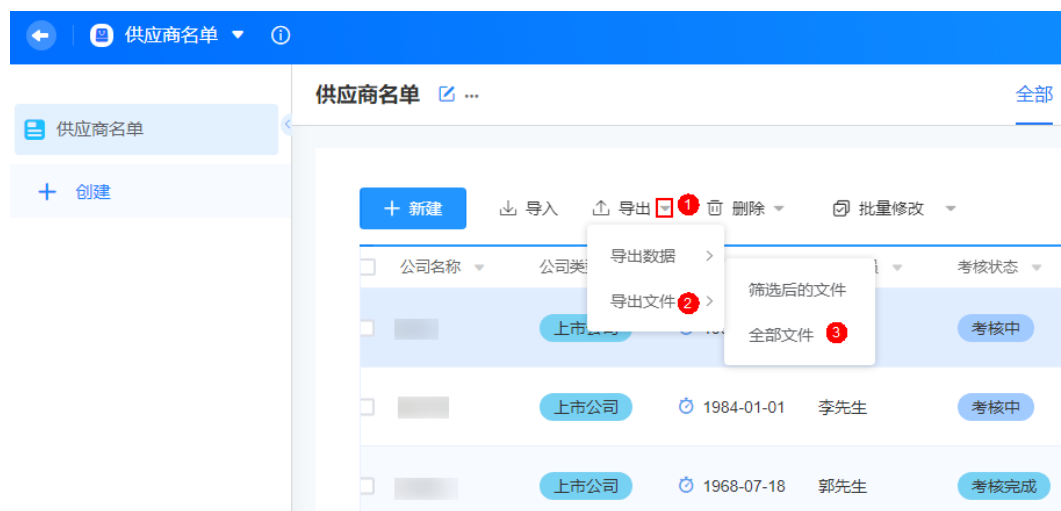 供应商名单
供应商名单
全部
供应商名单
创建
新建
导入
导出
1
删除
批量修改
公司名称
公司类
考核状态
导出数据
导出文件
2
筛选后的文件
全部文件
3
上市公司
考核中
上市公司
1984-01-01
李先生
考核中
上市公司
1968-07-18
郭先生
考核完成